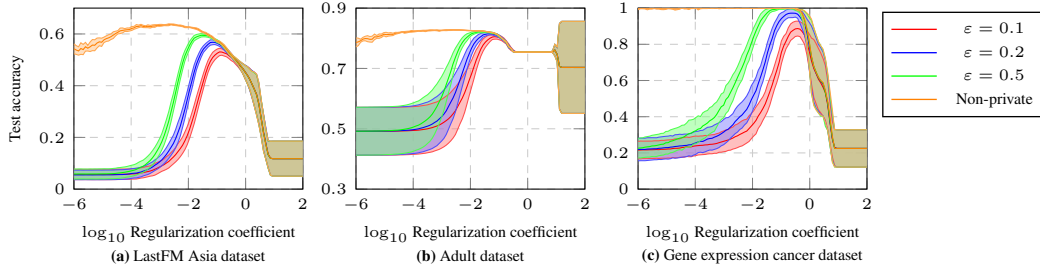 Test accuracy
0.6
0.4
0.2
0
−6
−4
−2
0
2
log10 Regularization coefficient
(a) LastFM Asia dataset
0.9
0.7
0.5
0.3
−6
−4
−2
0
2
log10 Regularization coefficient
(b) Adult dataset
1
0.8
0.6
0.4
0.2
0
−6
−4
−2
0
2
log10 Regularization coefficient
(c) Gene expression cancer dataset
ε = 0.1
ε = 0.2
ε = 0.5
Non-private